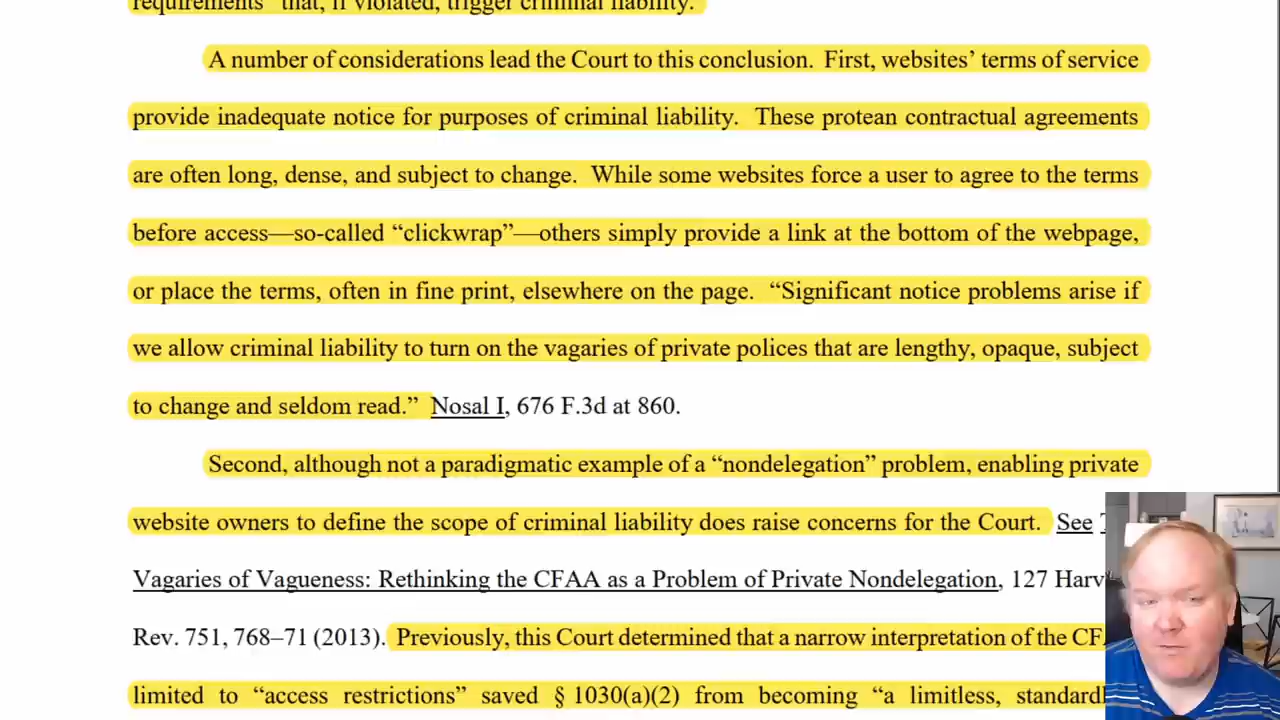 requirements” that, if violated, trigger criminal liability.
A number of considerations lead the Court to this conclusion. First, websites’ terms of service
provide inadequate notice for purposes of criminal liability. These protean contractual agreements
are often long, dense, and subject to change. While some websites force a user to agree to the terms
before access—so-called “clickwrap”—others simply provide a link at the bottom of the webpage,
or place the terms, often in fine print, elsewhere on the page. “Significant notice problems arise if
we allow criminal liability to turn on the vagaries of private polices that are lengthy, opaque, subject
to change and seldom read.” Nosal I, 676 F.3d at 860.
Second, although not a paradigmatic example of a “nondelegation” problem, enabling private
website owners to define the scope of criminal liability does raise concerns for the Court. See
Vagaries of Vagueness: Rethinking the CFAA as a Problem of Private Nondelegation, 127 Harv
Rev. 751, 768–71 (2013). Previously, this Court determined that a narrow interpretation of the
limited to “access restrictions” saved § 1030(a)(2) from becoming “a limitless,